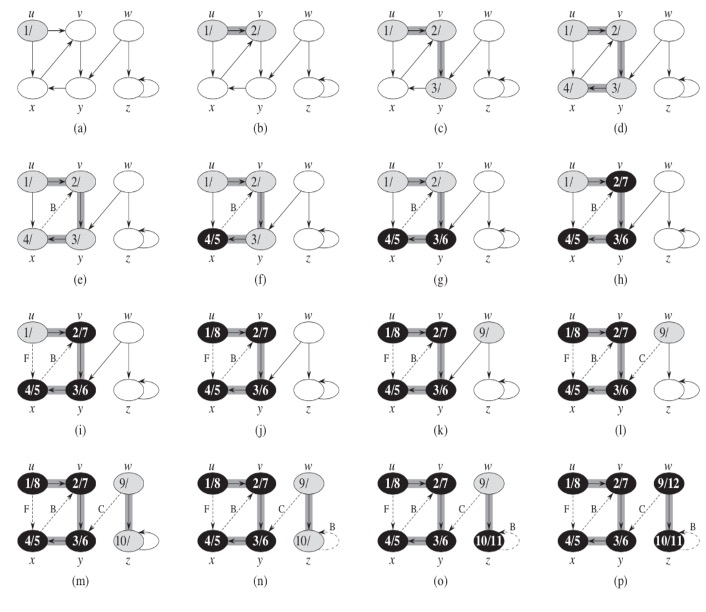 u v w u v w u v w u v w
1/ 1/ 2/ 1/ 2/ 1/ 2/
3/ 4/ 3/
x y z x y z x y z x y z
(a) (b) (c) (d)
u v w u v w u v w u v w
1/ 2/ 1/ 2/ 1/ 2/ 1/ 2/7
B B B B
4/ 3/ 4/5 3/ 4/5 3/6 4/5 3/6
x y z x y z x y z x y z
(e) (f) (g) (h)
u v w u v w u v w u v w
1/ 2/7 1/8 2/7 1/8 2/7 9/ 1/8 2/7 9/
F B F B F B F B C
4/5 3/6 4/5 3/6 4/5 3/6 4/5 3/6
x y z x y z x y z x y z
(i) (j) (k) (l)
u v w u v w u v w u v w
1/8 2/7 9/ 1/8 2/7 9/ 1/8 2/7 9/ 1/8 2/7 9/12
F B C F B C B F B C B F B C B
4/5 3/6 10/ 4/5 3/6 10/ 4/5 3/6 10/11 4/5 3/6 10/11
x y z x y z x y z x y z
(m) (n) (o) (p)